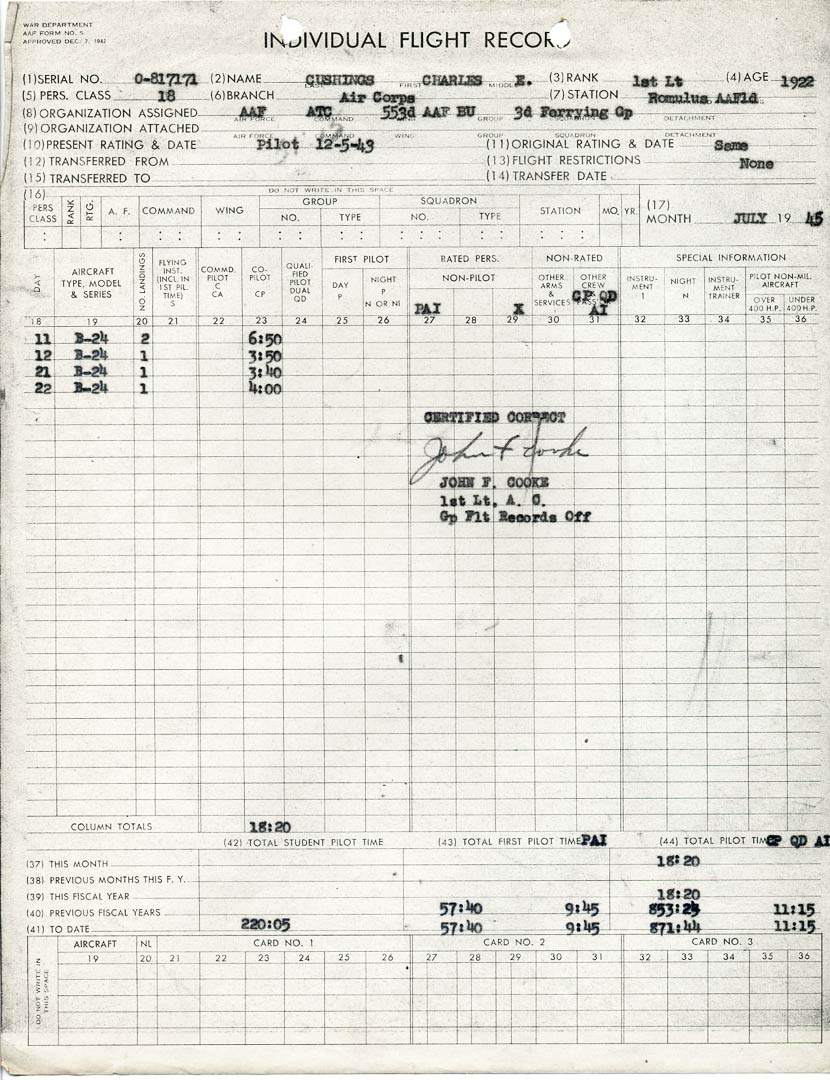 WAR DEPARTMENT
AAF FORM NO. 5
APPROVED DEC. 7, 1942
INDIVIDUAL FLIGHT RECORD
(1) SERIAL NO. O-817171 (2) NAME CUSHINGS CHARLES E. (3) RANK 1st Lt (4) AGE 1922
LAST FIRST MIDDLE
(5) PERS. CLASS 18 (6) BRANCH Air Corps (7) STATION Romulus AAFld
(8) ORGANIZATION ASSIGNED AAF ATC 553d AAF BU 3d Ferrying Gp
AIR FORCE COMMAND GROUP SQUADRON DETACHMENT
(9) ORGANIZATION ATTACHED
AIR FORCE COMMAND WING GROUP SQUADRON DETACHMENT
(10) PRESENT RATING & DATE Pilot 12-5-43 (11) ORIGINAL RATING & DATE Same
(12) TRANSFERRED FROM (13) FLIGHT RESTRICTIONS None
(15) TRANSFERRED TO (14) TRANSFER DATE
(16) DO NOT WRITE IN THIS SPACE
PERS CLASS RANK RTG. A. F. COMMAND WING GROUP NO. TYPE SQUADRON NO. TYPE STATION MO. YR. (17) MONTH JULY 19 45
DAY AIRCRAFT TYPE, MODEL & SERIES NO. LANDINGS FLYING INST. (INCL. IN 1ST PIL. TIME) S COMMD. PILOT C CA CO-PILOT CP QUALIFIED PILOT DUAL QD FIRST PILOT DAY P NIGHT P N OR NI RATED PERS. NON-PILOT PAI X NON-RATED OTHER ARMS & SERVICES OTHER CREW CP QD AI SPECIAL INFORMATION INSTRUMENT I NIGHT N INSTRUMENT TRAINER PILOT NON-MIL. AIRCRAFT OVER 400 H.P. UNDER 400 H.P.
18 19 20 21 22 23 24 25 26 27 28 29 30 31 32 33 34 35 36
11 B-24 2 6:50
12 B-24 1 3:50
21 B-24 1 3:40
22 B-24 1 4:00
CERTIFIED CORRECT
John F Cooke
JOHN F. COOKE
1st Lt, A. C.
Gp Flt Records Off
COLUMN TOTALS 18:20
(42) TOTAL STUDENT PILOT TIME (43) TOTAL FIRST PILOT TIME PAI (44) TOTAL PILOT TIME CP QD AI
(37) THIS MONTH 18:20
(38) PREVIOUS MONTHS THIS F. Y.
(39) THIS FISCAL YEAR 18:20
(40) PREVIOUS FISCAL YEARS 57:40 9:45 853:24 11:15
(41) TO DATE 220:05 57:40 9:45 871:44 11:15
DO NOT WRITE IN THIS SPACE
AIRCRAFT NL CARD NO. 1 CARD NO. 2 CARD NO. 3
19 20 21 22 23 24 25 26 27 28 29 30 31 32 33 34 35 36